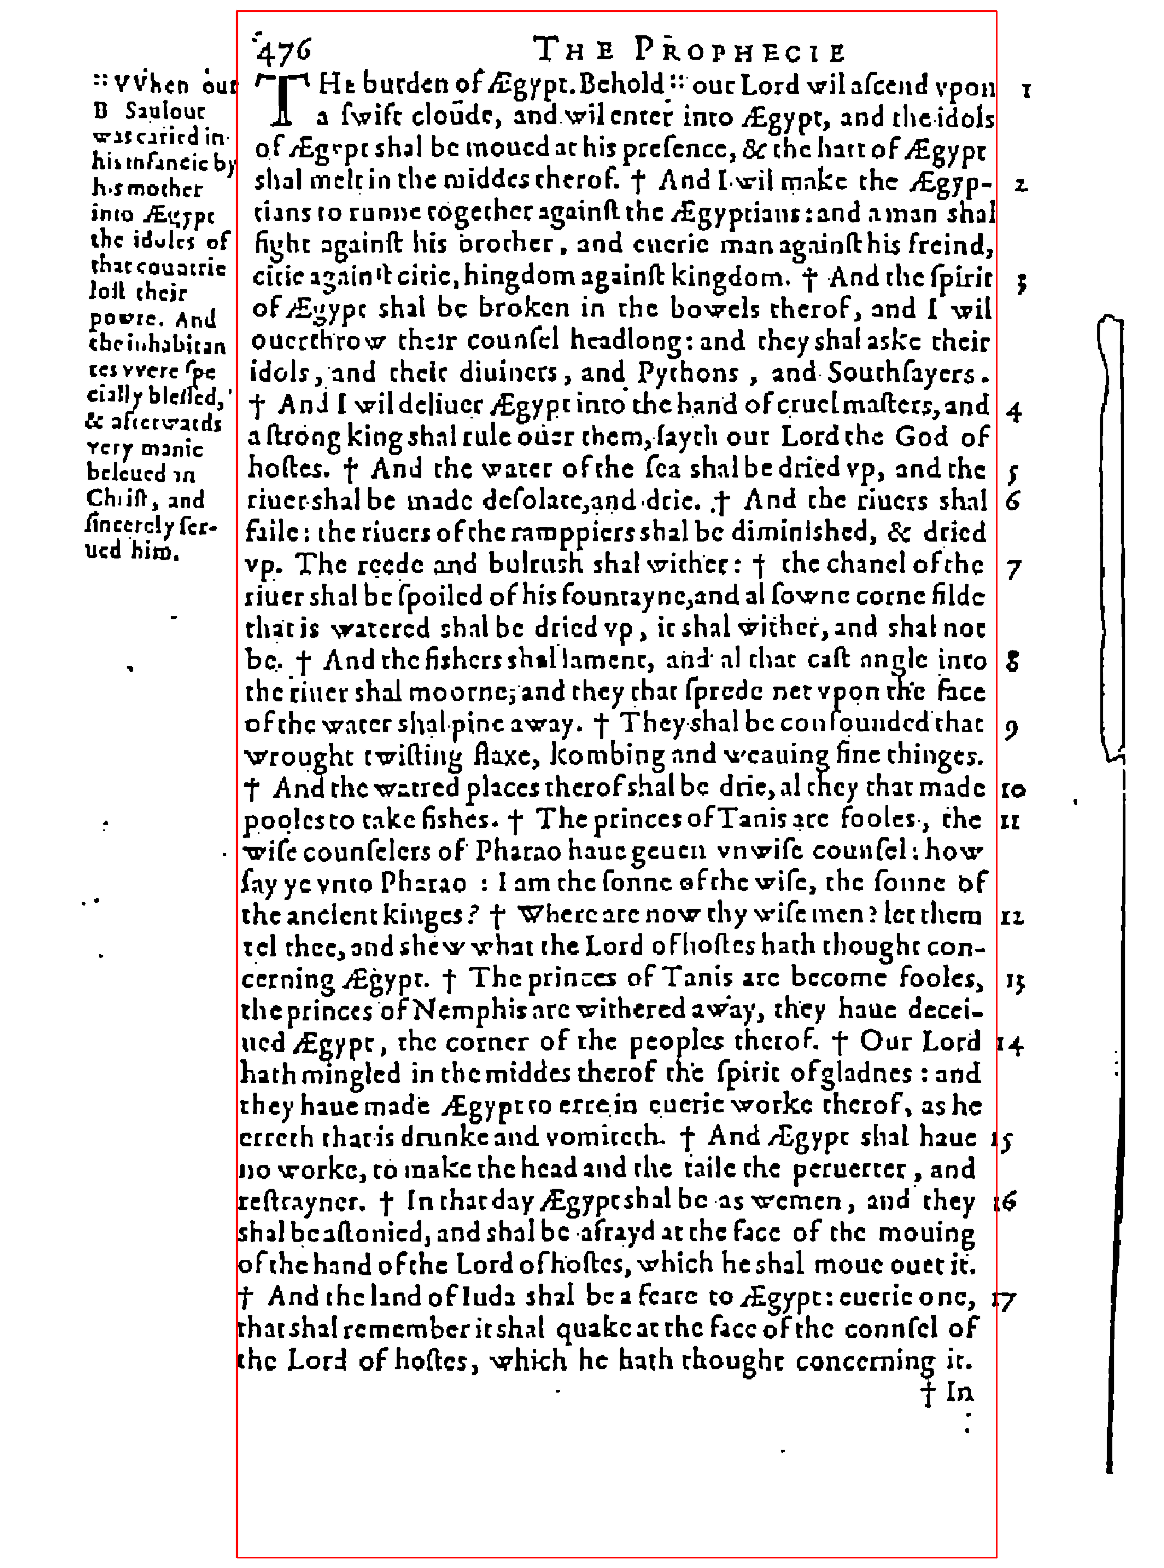 476 THE PROPHECIE
THe burden of Ægypt. Behold :: our Lord wil aſcend vpon 1
a ſwift cloūde, and wil enter into Ægypt, and the idols
of Ægypt shal be moued at his preſence, & the hart of Ægypt
shal melt in the middes therof. † And I wil make the Ægyp- 2
tians to runne together againſt the Ægyptians: and a man shal
fight againſt his brother, and euerie man againſt his freind,
citie againſt citie, hingdom againſt kingdom. † And the ſpirit 3
of Ægypt shal be broken in the bowels therof, and I wil
ouerthrow their counſel headlong: and they shal aske their
idols, and their diuiners, and Pythons, and Southſayers.
† And I wil deliuer Ægypt into the hand of cruel maſters, and 4
a ſtrong king shal rule ouer them, ſayth our Lord the God of
hoſtes. † And the water of the ſea shal be dried vp, and the 5
riuer shal be made deſolate, and drie. † And the riuers shal 6
faile: the riuers of the ramppiers shal be diminished, & dried
vp. The reede and bulrush shal wither: † the chanel of the 7
riuer shal be ſpoiled of his fountayne, and al ſowne corne filde
that is watered shal be dried vp, it shal wither, and shal not
be. † And the fishers shal lament, and al that caſt angle into 8
the riuer shal moorne, and they that ſprede net vpon the face
of the water shal pine away. † They shal be confounded that 9
wrought twiſting flaxe, kombing and weauing fine thinges.
† And the watred places therof shal be drie, al they that made 10
pooles to take fishes. † The princes of Tanis are fooles, the 11
wiſe counſelers of Pharao haue geuen vnwiſe counſel: how
ſay ye vnto Pharao : I am the ſonne of the wiſe, the ſonne of
the ancient kinges? † Where are now thy wiſe men? let them 12
tel thee, and shew what the Lord of hoſtes hath thought con-
cerning Ægypt. † The princes of Tanis are become fooles, 13
the princes of Nemphis are withered away, they haue decei-
ued Ægypt, the corner of the peoples therof. † Our Lord 14
hath mingled in the middes therof the ſpirit of gladnes : and
they haue made Ægypt to erre in euerie worke therof, as he
erreth that is drunke and vomiteth. † And Ægypt shal haue 15
no worke, to make the head and the taile the peruerter, and
reſtrayner. † In that day Ægypt shal be as wemen, and they 16
shal be aſtonied, and shal be afrayd at the face of the mouing
of the hand of the Lord of hoſtes, which he shal moue ouer it.
† And the land of Iuda shal be a feare to Ægypt: euerie one, 17
that shal remember it shal quake at the face of the connſel of
the Lord of hoſtes, which he hath thought concerning it.
† In
:: VVhen our
B Sauiour
was caried in
his infancie by
his mother
into Ægypt
the idoles of
that countrie
loſt their
powre. And
the inhabitan
tes vvere ſpe
cially bleſſed,
& afterwards
very manie
beleued in
Chriſt, and
ſincerely ſer-
ued him.